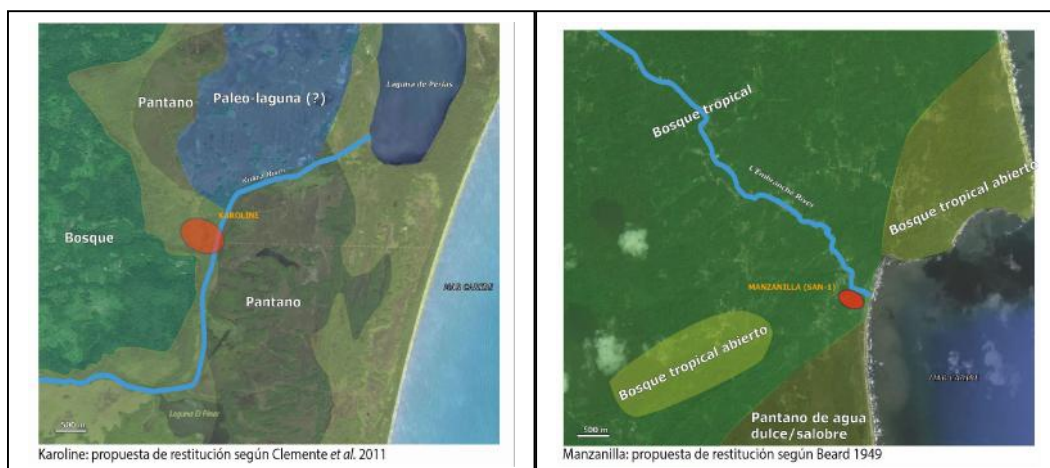 Pantano
Paleo-laguna (?)
Laguna de Perlas
KAROLINE
Bosque
Pantano
500 m
Karoline: propuesta de restitución según Clemente et al. 2011
Bosque tropical
L'Embranche River
Bosque tropical abierto
MANZANILLA (SAN-1)
Bosque tropical abierto
Pantano de agua
dulce/salobre
500 m
Manzanilla: propuesta de restitución según Beard 1949